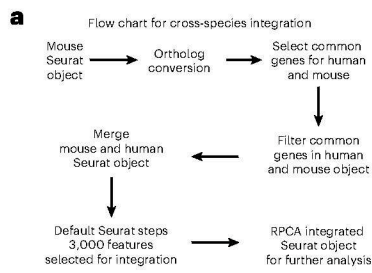 a
Flow chart for cross-species integration
Mouse
Seurat
object
Ortholog
conversion
Select common
genes for human
and mouse
Filter common
genes in human
and mouse object
Merge
mouse and human
Seurat object
Default Seurat steps
3,000 features
selected for integration
RPCA integrated
Seurat object
for further analysis